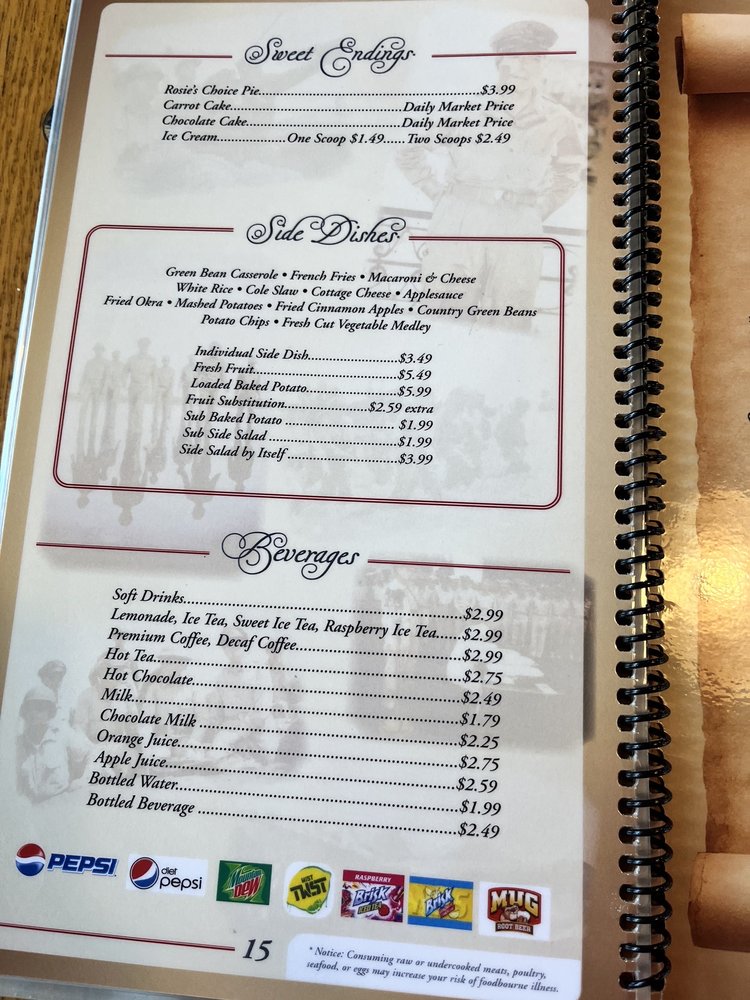 Sweet Endings
Rosie's Choice Pie...$3.99
Carrot Cake...Daily Market Price
Chocolate Cake...Daily Market Price
Ice Cream...One Scoop $1.49......Two Scoops $2.49
Side Dishes
Green Bean Casserole • French Fries • Macaroni & Cheese
White Rice • Cole Slaw • Cottage Cheese • Applesauce
Fried Okra • Mashed Potatoes • Fried Cinnamon Apples • Country Green Beans
Potato Chips • Fresh Cut Vegetable Medley
Individual Side Dish...$3.49
Fresh Fruit...$5.49
Loaded Baked Potato...$5.99
Fruit Substitution...$2.59 extra
Sub Baked Potato ... $1.99
Sub Side Salad ...$1.99
Side Salad by Itself ...$3.99
Beverages
Soft Drinks...$2.99
Lemonade, Ice Tea, Sweet Ice Tea, Raspberry Ice Tea...$2.99
Premium Coffee, Decaf Coffee...$2.99
Hot Tea...$2.75
Hot Chocolate...$2.49
Milk...$1.79
Chocolate Milk ...$2.25
Orange Juice...$2.75
Apple Juice...$2.59
Bottled Water...$1.99
Bottled Beverage ...$2.49
PEPSI
diet pepsi
Mountain Dew
MIST TWST
RASPBERRY Brisk ICED TEA
Brisk
MUG ROOT BEER
15
* Notice: Consuming raw or undercooked meats, poultry,
seafood, or eggs may increase your risk of foodbourne illness.